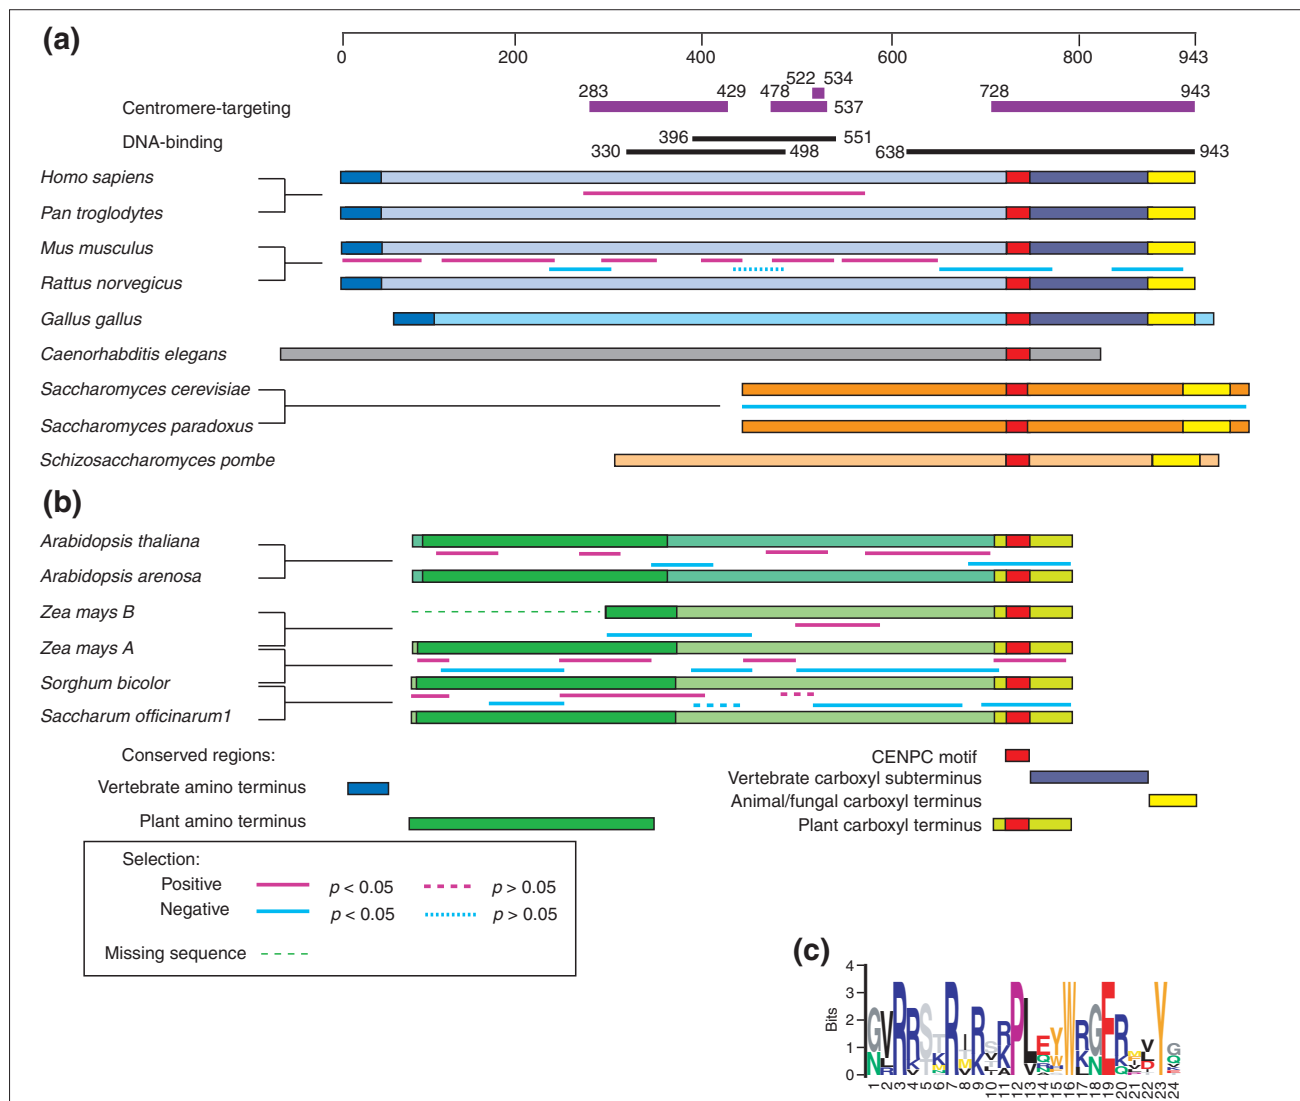 (a)
0 200 400 600 800 943
522 534
283 429 478 728 943
Centromere-targeting 537
DNA-binding 396 551
330 498 638 943
Homo sapiens
Pan troglodytes
Mus musculus
Rattus norvegicus
Gallus gallus
Caenorhabditis elegans
Saccharomyces cerevisiae
Saccharomyces paradoxus
Schizosaccharomyces pombe
(b)
Arabidopsis thaliana
Arabidopsis arenosa
Zea mays B
Zea mays A
Sorghum bicolor
Saccharum officinarum1
Conserved regions: CENPC motif
Vertebrate carboxyl subterminus
Vertebrate amino terminus
Animal/fungal carboxyl terminus
Plant amino terminus Plant carboxyl terminus
Selection:
Positive p < 0.05 p > 0.05
Negative p < 0.05 p > 0.05
Missing sequence
(c)
4
3
2
1
0
Bits
1 2 3 4 5 6 7 8 9 10 11 12 13 14 15 16 17 18 19 20 21 22 23 24